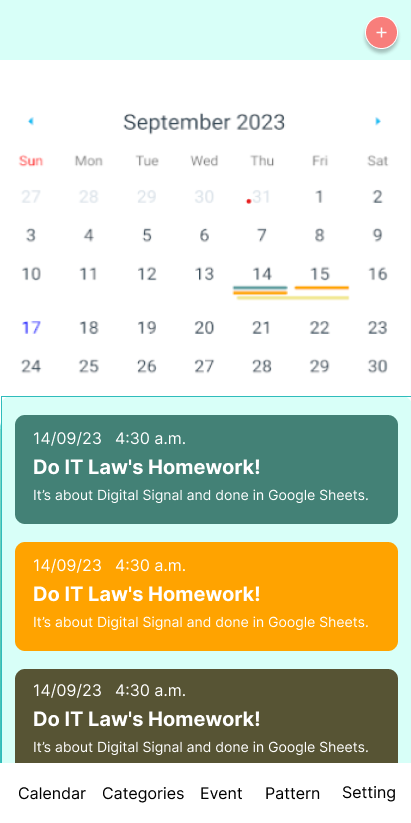 +
September 2023
Sun Mon Tue Wed Thu Fri Sat
27 28 29 30 31 1 2
3 4 5 6 7 8 9
10 11 12 13 14 15 16
17 18 19 20 21 22 23
24 25 26 27 28 29 30
14/09/23 4:30 a.m.
Do IT Law's Homework!
It’s about Digital Signal and done in Google Sheets.
14/09/23 4:30 a.m.
Do IT Law's Homework!
It’s about Digital Signal and done in Google Sheets.
14/09/23 4:30 a.m.
Do IT Law's Homework!
It’s about Digital Signal and done in Google Sheets.
Calendar Categories Event Pattern Setting